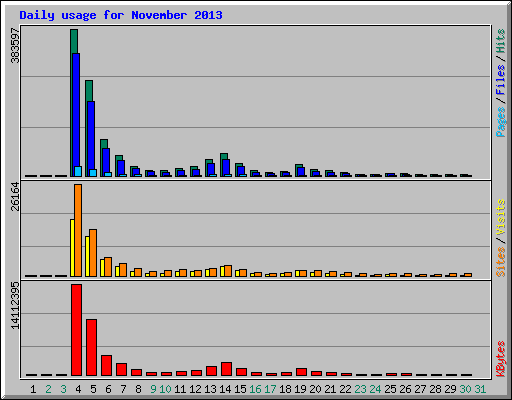 Daily usage for November 2013
383597
Pages / Files / Hits
26164
Sites / Visits
14112395
KBytes
1 2 3 4 5 6 7 8 9 10 11 12 13 14 15 16 17 18 19 20 21 22 23 24 25 26 27 28 29 30 31